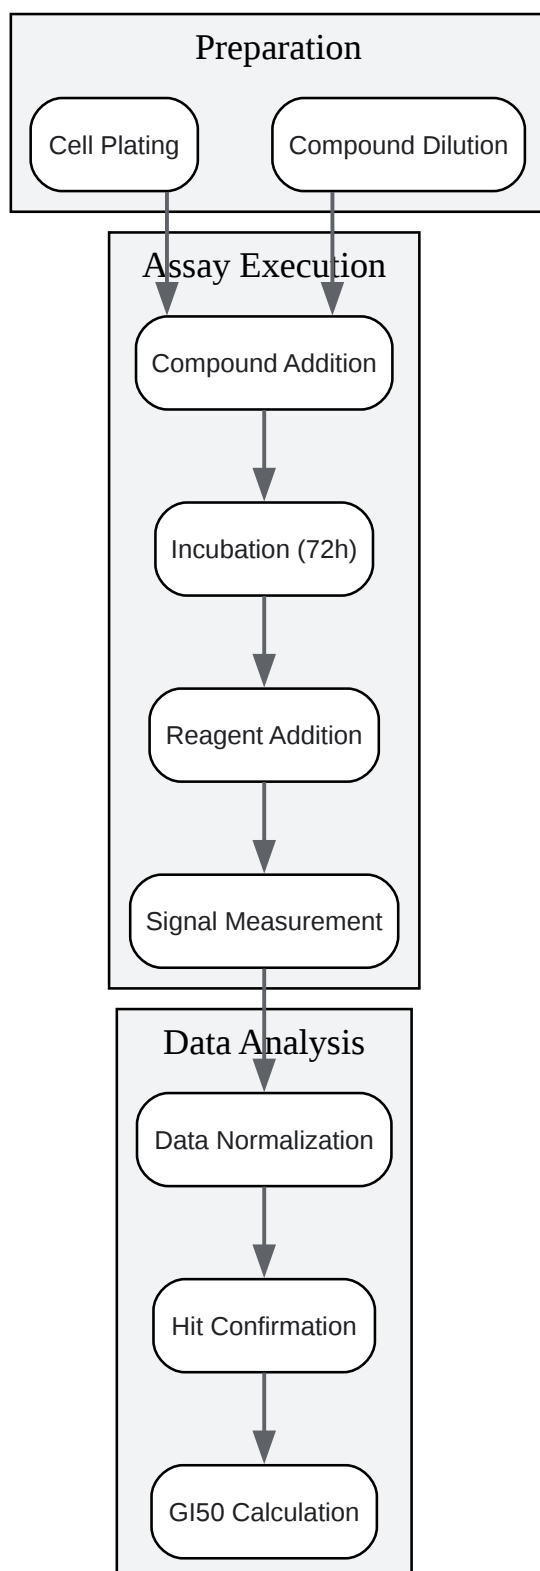 Preparation
Cell Plating
Compound Dilution
Assay Execution
Compound Addition
Incubation (72h)
Reagent Addition
Signal Measurement
Data Analysis
Data Normalization
Hit Confirmation
GI50 Calculation